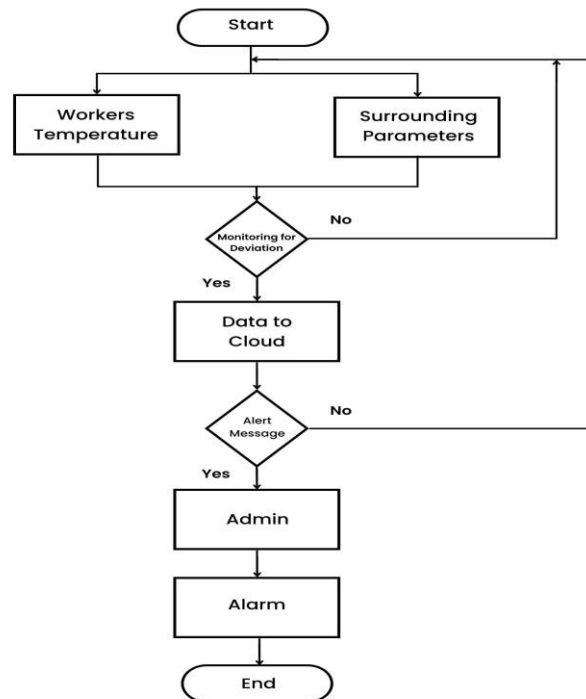 Start
Workers
Temperature
Surrounding
Parameters
Monitoring for
Deviation
No
Yes
Data to
Cloud
Alert
Message
No
Yes
Admin
Alarm
End